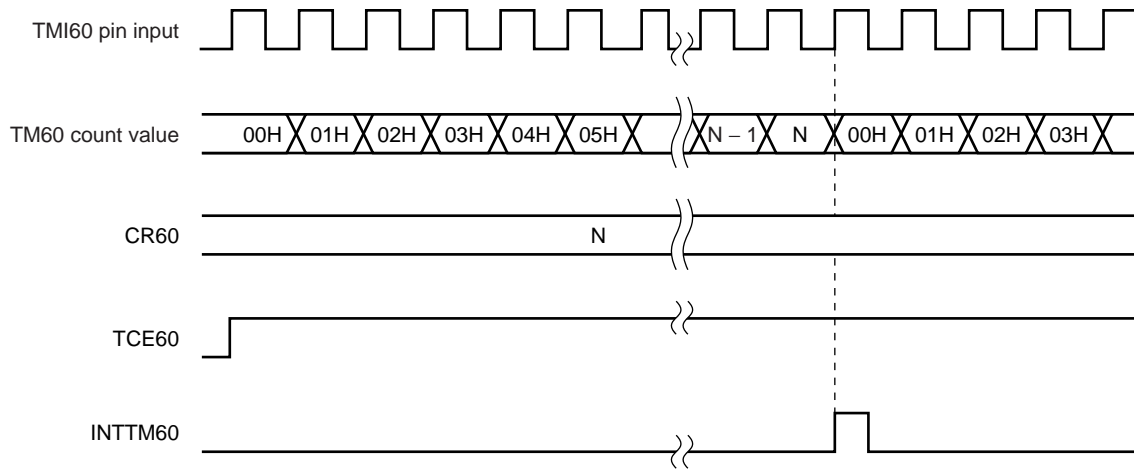 TMI60 pin input
TM60 count value 00H 01H 02H 03H 04H 05H N – 1 N 00H 01H 02H 03H
CR60 N
TCE60
INTTM60